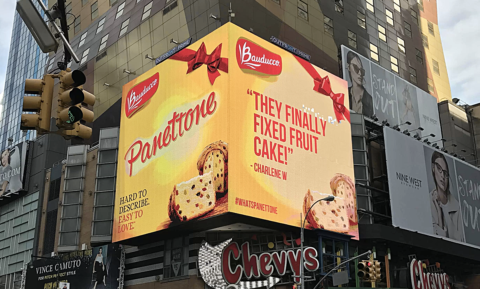 Bauducco
Panettone
HARD TO
DESCRIBE.
EASY TO
LOVE.
Bauducco
"THEY FINALLY
FIXED FRUIT
CAKE!"
- CHARLENE W
#WHATSPANETTONE
NINE WEST
VINCE CAMUTO
Chevys